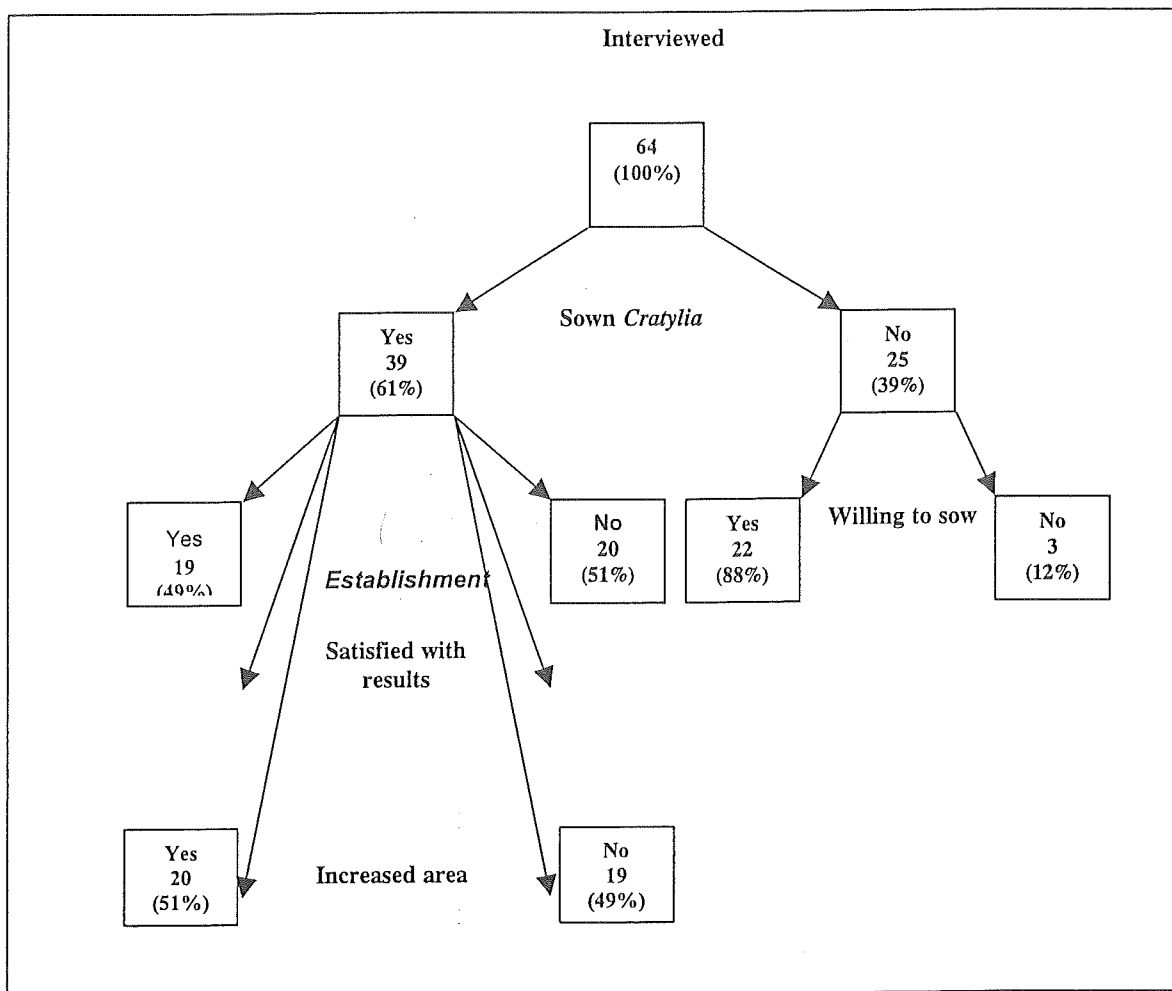 Interviewed
64
(100%)
Sown Cratylia
Yes
39
(61%)
No
25
(39%)
Yes
19
(49%)
Establishment
No
20
(51%)
Yes
22
(88%)
Willing to sow
No
3
(12%)
Satisfied with
results
Yes
20
(51%)
Increased area
No
19
(49%)